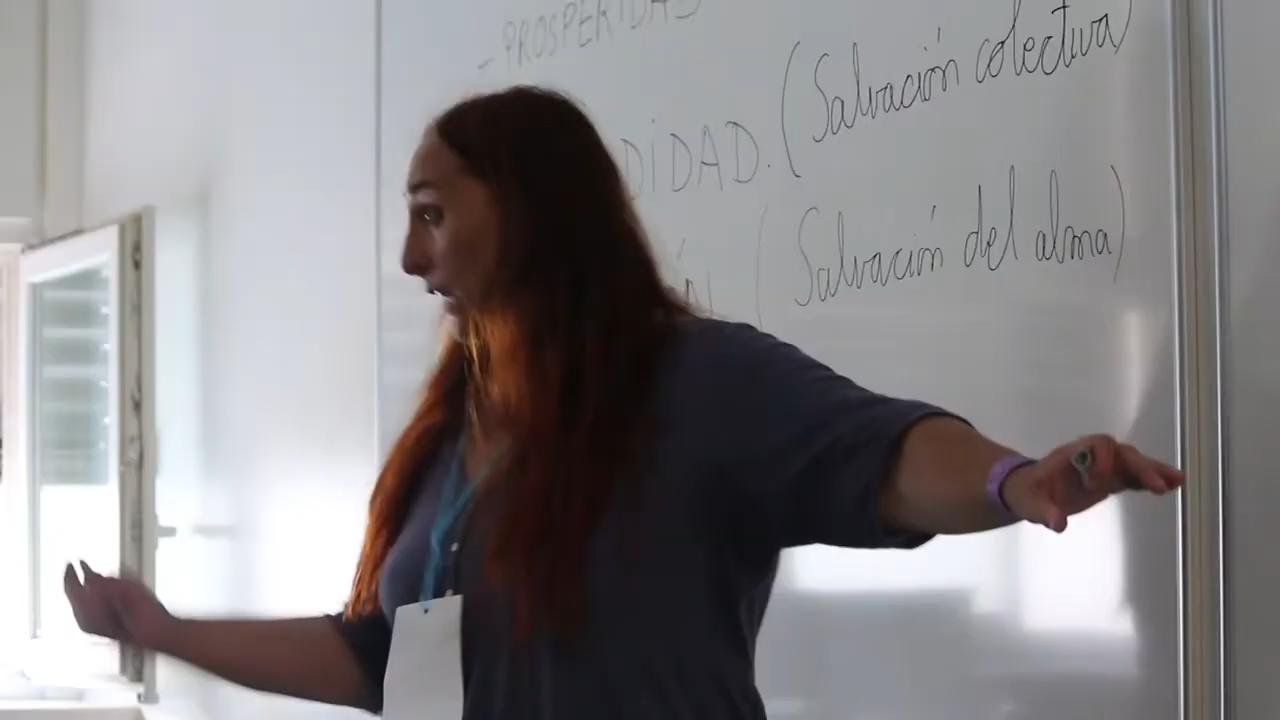 - PROSPERIDAD
DIDAD. (Salvación colectiva)
(Salvación del alma)